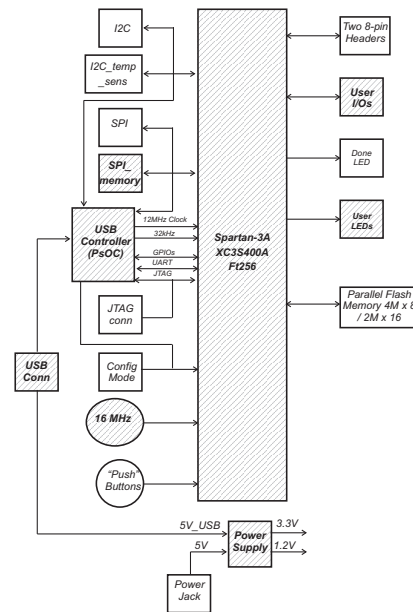 I2C
I2C_temp_
sens
SPI
SPI_
memory
USB
Controller
(PsOC)
12MHz Clock
32kHz
GPIOs
UART
JTAG
JTAG
conn
USB
Conn
Config
Mode
16 MHz
“Push”
Buttons
Spartan-3A
XC3S400A
Ft256
Two 8-pin
Headers
User
I/Os
Done
LED
User
LEDs
Parallel Flash
Memory 4M x 8
/ 2M x 16
5V_USB
5V
Power
Supply
3.3V
1.2V
Power
Jack